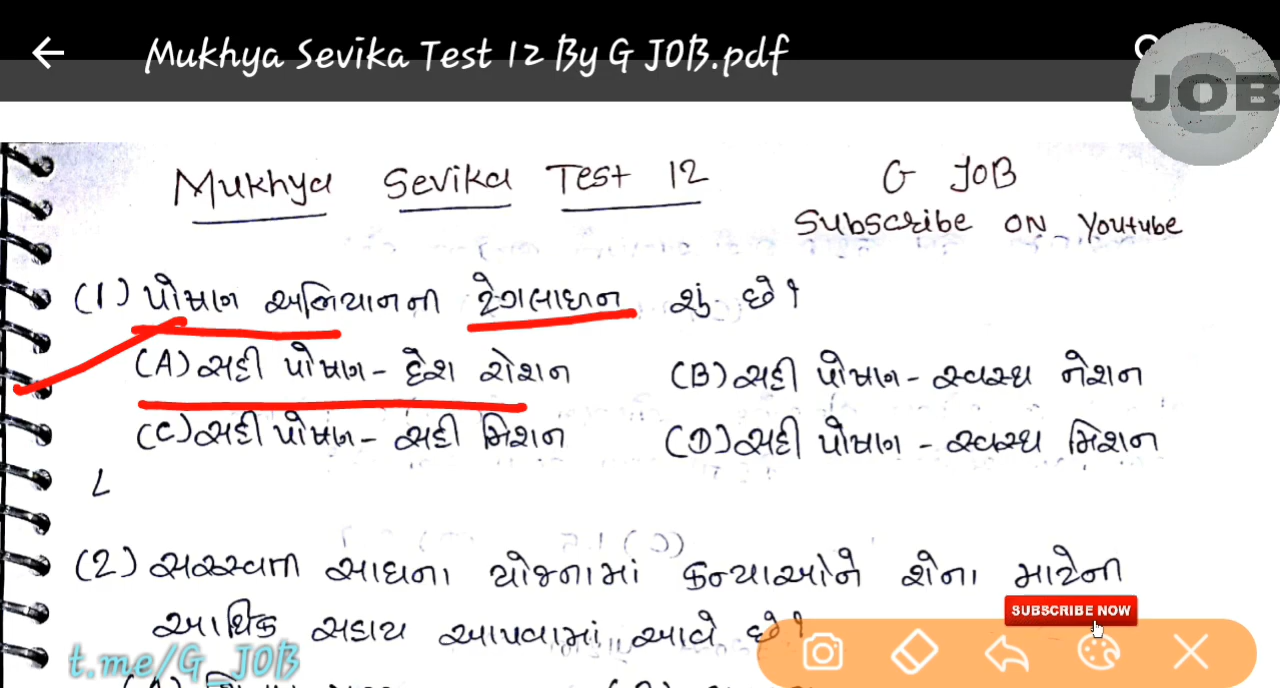 Mukhya Sevika Test 12 By G JOB.pdf
JOB
Mukhya Sevika Test 12 G JOB
Subscribe ON Youtube
(1) પોષણ અભિયાનની ટેગલાઇન શું છે?
(A) સહી પોષણ - દેશ રોશન (B) સહી પોષણ - સ્વસ્થ નેશન
(C) સહી પોષણ - સહી મિશન (D) સહી પોષણ - સ્વસ્થ મિશન
(2) સરસ્વતી સાધના યોજનામાં કન્યાઓને શેના માટેની
SUBSCRIBE NOW
આર્થિક સહાય આપવામાં આવે છે?
t.me/G_JOB